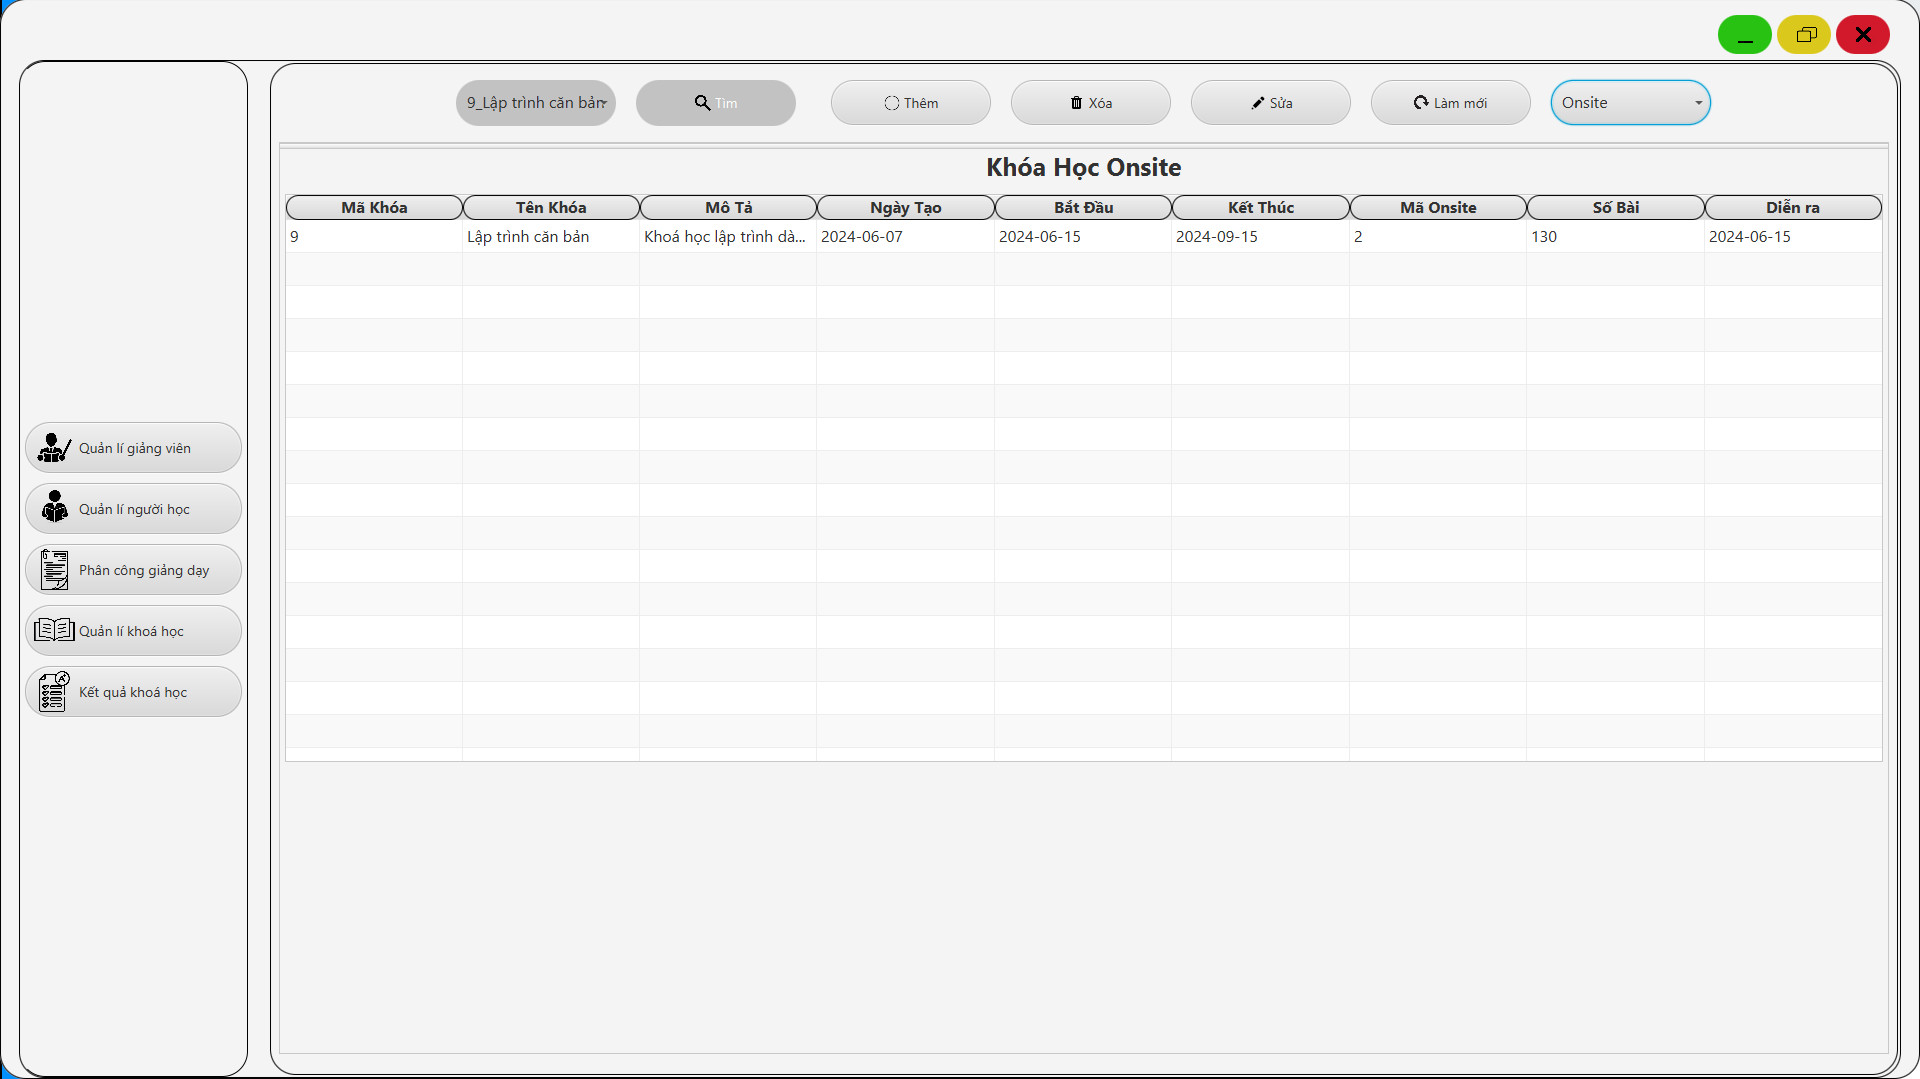 9_Lập trình căn bản
Tìm
Thêm
Xóa
Sửa
Làm mới
Onsite
Khóa Học Onsite
Mã Khóa Tên Khóa Mô Tả Ngày Tạo Bắt Đầu Kết Thúc Mã Onsite Số Bài Diễn ra
9 Lập trình căn bản Khoá học lập trình dà... 2024-06-07 2024-06-15 2024-09-15 2 130 2024-06-15
Quản lí giảng viên
Quản lí người học
Phân công giảng dạy
Quản lí khoá học
Kết quả khoá học